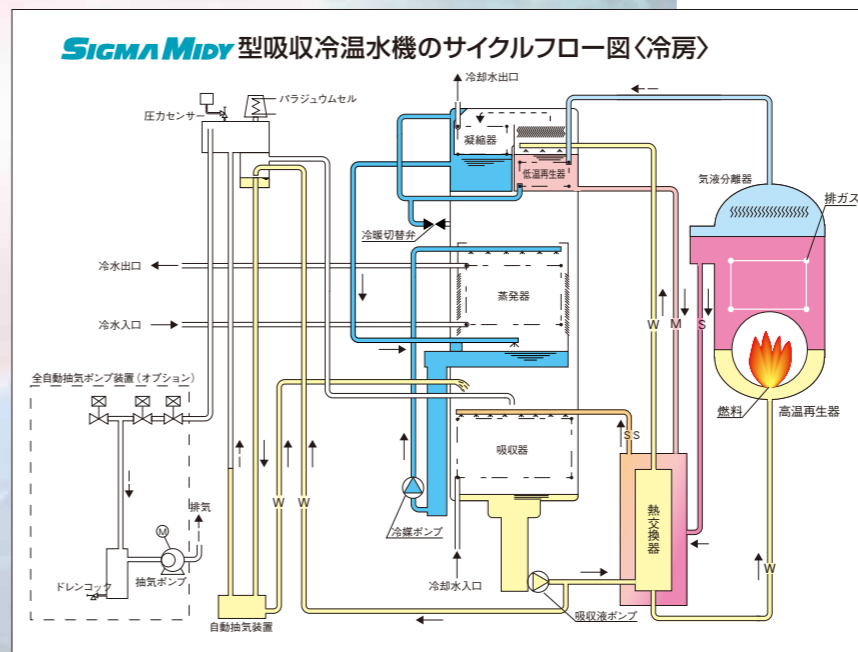 SIGMA MIDY型吸収冷温水機のサイクルフロー図〈冷房〉
冷却水出口
圧力センサー
パラジュウムセル
凝縮器
低温再生器
気液分離器
排ガス
冷暖切替弁
冷水出口
蒸発器
冷水入口
W
M
S
全自動抽気ポンプ装置(オプション)
燃料
高温再生器
SS
吸収器
W
W
排気
M
冷媒ポンプ
熱交換器
ドレンコック
抽気ポンプ
冷却水入口
W
吸収液ポンプ
自動抽気装置